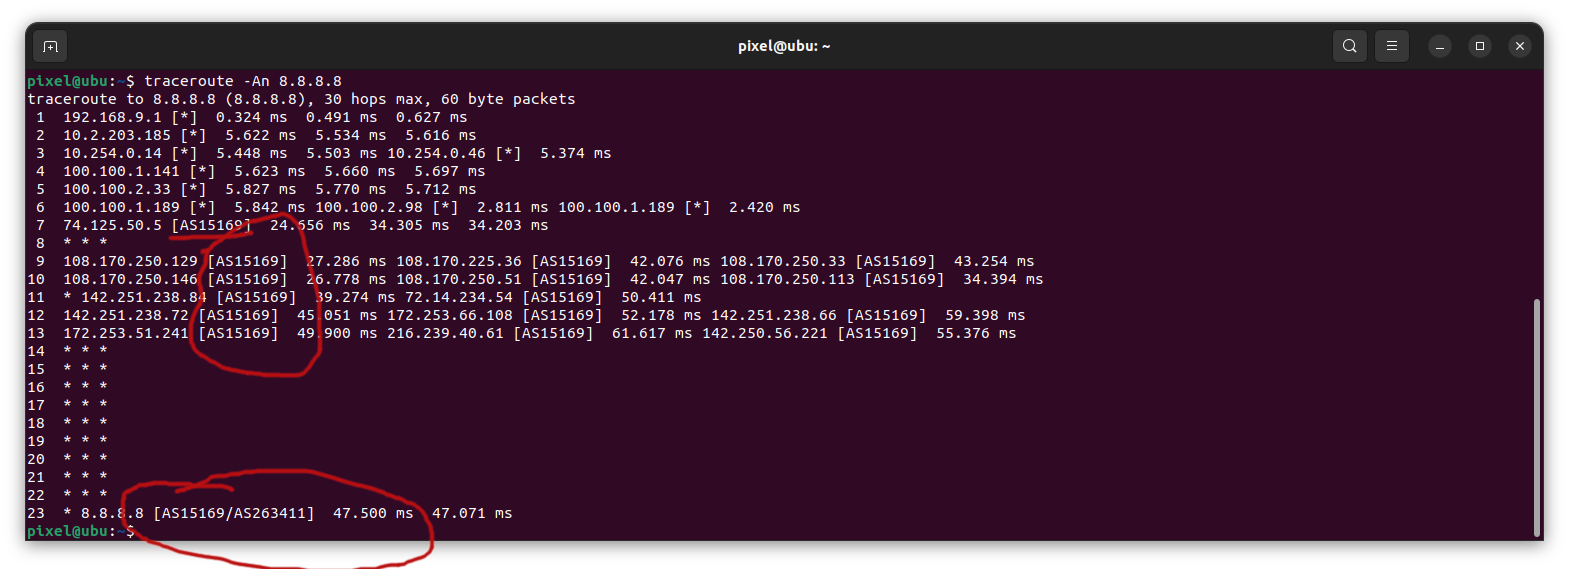 pixel@ubu: ~
pixel@ubu:~$ traceroute -An 8.8.8.8
traceroute to 8.8.8.8 (8.8.8.8), 30 hops max, 60 byte packets
 1  192.168.9.1 [*]  0.324 ms  0.491 ms  0.627 ms
 2  10.2.203.185 [*]  5.622 ms  5.534 ms  5.616 ms
 3  10.254.0.14 [*]  5.448 ms  5.503 ms 10.254.0.46 [*]  5.374 ms
 4  100.100.1.141 [*]  5.623 ms  5.660 ms  5.697 ms
 5  100.100.2.33 [*]  5.827 ms  5.770 ms  5.712 ms
 6  100.100.1.189 [*]  5.842 ms 100.100.2.98 [*]  2.811 ms 100.100.1.189 [*]  2.420 ms
 7  74.125.50.5 [AS15169]  24.656 ms  34.305 ms  34.203 ms
 8  * * *
 9  108.170.250.129 [AS15169]  27.286 ms 108.170.225.36 [AS15169]  42.076 ms 108.170.250.33 [AS15169]  43.254 ms
10  108.170.250.146 [AS15169]  26.778 ms 108.170.250.51 [AS15169]  42.047 ms 108.170.250.113 [AS15169]  34.394 ms
11  * 142.251.238.84 [AS15169]  39.274 ms 72.14.234.54 [AS15169]  50.411 ms
12  142.251.238.72 [AS15169]  45.051 ms 172.253.66.108 [AS15169]  52.178 ms 142.251.238.66 [AS15169]  59.398 ms
13  172.253.51.241 [AS15169]  49.900 ms 216.239.40.61 [AS15169]  61.617 ms 142.250.56.221 [AS15169]  55.376 ms
14  * * *
15  * * *
16  * * *
17  * * *
18  * * *
19  * * *
20  * * *
21  * * *
22  * * *
23  * 8.8.8.8 [AS15169/AS263411]  47.500 ms  47.071 ms
pixel@ubu:~$